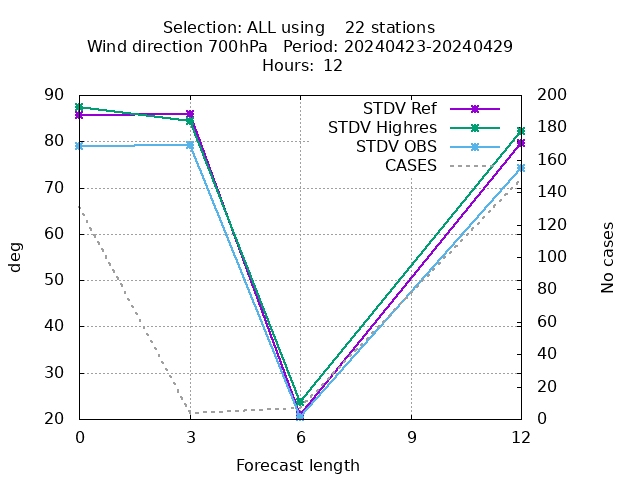 Selection: ALL using    22 stations
Wind direction 700hPa   Period: 20240423-20240429
Hours:  12
90
80
70
60
50
40
30
20
200
180
160
140
120
100
80
60
40
20
0
deg
No cases
STDV Ref
STDV Highres
STDV OBS
CASES
0
3
6
9
12
Forecast length